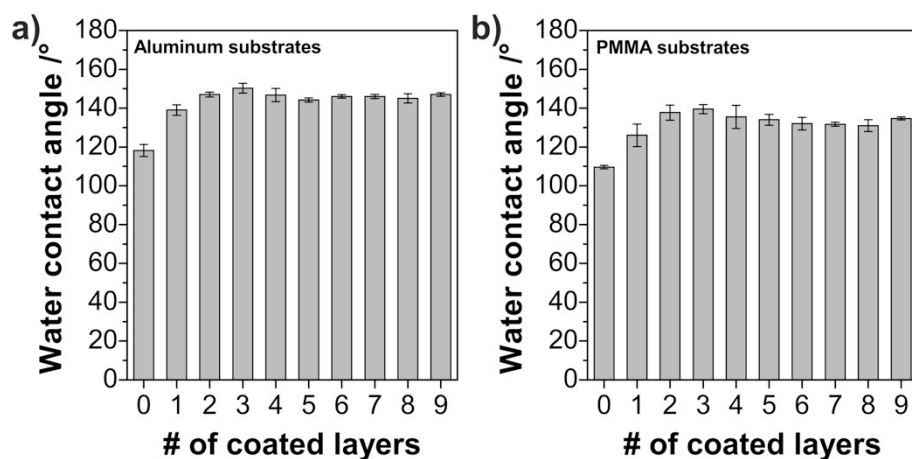 a)
Aluminum substrates
Water contact angle /°
180
160
140
120
100
80
60
40
20
0
0 1 2 3 4 5 6 7 8 9
# of coated layers
b)
PMMA substrates
Water contact angle /°
180
160
140
120
100
80
60
40
20
0
0 1 2 3 4 5 6 7 8 9
# of coated layers